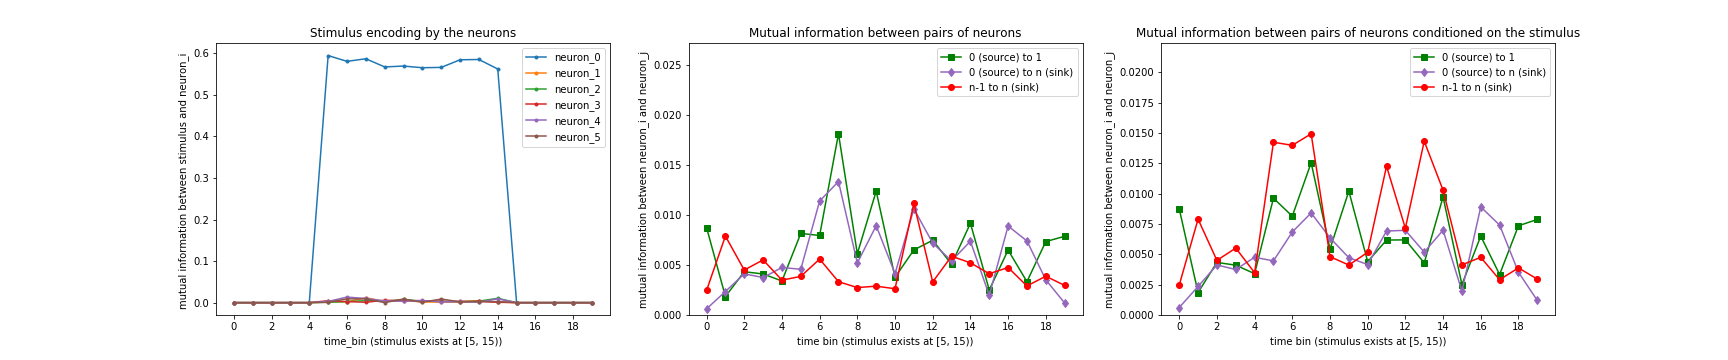 Stimulus encoding by the neurons
mutual information between stimulus and neuron_i
0.6
0.5
0.4
0.3
0.2
0.1
0.0
neuron_0
neuron_1
neuron_2
neuron_3
neuron_4
neuron_5
0 2 4 6 8 10 12 14 16 18
time_bin (stimulus exists at [5, 15))
Mutual information between pairs of neurons
mutual information between neuron_i and neuron_j
0.025
0.020
0.015
0.010
0.005
0.000
0 (source) to 1
0 (source) to n (sink)
n-1 to n (sink)
0 2 4 6 8 10 12 14 16 18
time bin (stimulus exists at [5, 15))
Mutual information between pairs of neurons conditioned on the stimulus
mutual information between neuron_i and neuron_j
0.0200
0.0175
0.0150
0.0125
0.0100
0.0075
0.0050
0.0025
0.0000
0 (source) to 1
0 (source) to n (sink)
n-1 to n (sink)
0 2 4 6 8 10 12 14 16 18
time bin (stimulus exists at [5, 15))